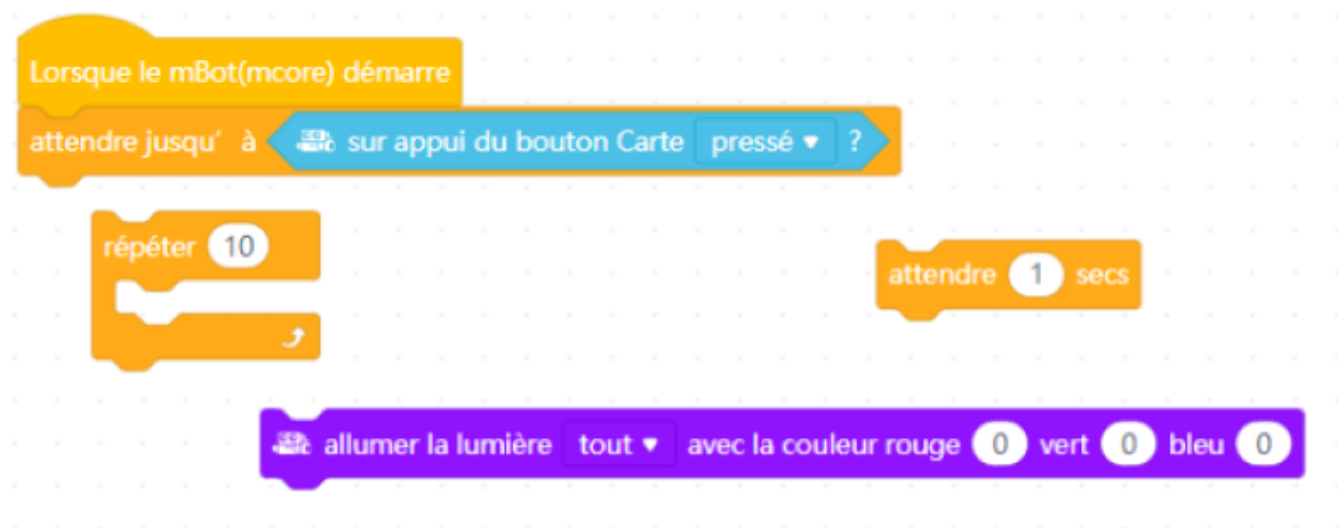 Lorsque le mBot(mcore) démarre
attendre jusqu' à sur appui du bouton Carte pressé ?
répéter 10
attendre 1 secs
allumer la lumière tout avec la couleur rouge 0 vert 0 bleu 0